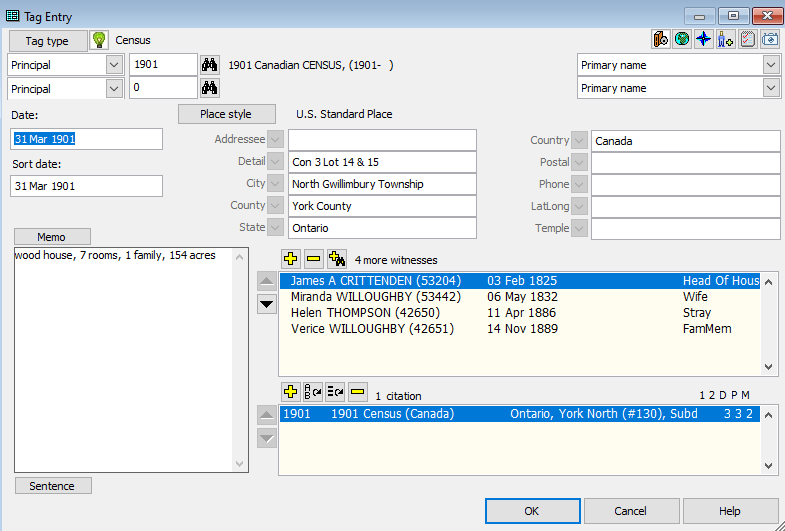 Tag Entry
Tag type Census
Principal 1901 1901 Canadian CENSUS, (1901- ) Primary name
Principal 0 Primary name
Date: Place style U.S. Standard Place
31 Mar 1901 Addressee Country Canada
Sort date: Detail Con 3 Lot 14 & 15 Postal
31 Mar 1901 City North Gwillimbury Township Phone
County York County LatLong
State Ontario Temple
Memo
wood house, 7 rooms, 1 family, 154 acres
4 more witnesses
James A CRITTENDEN (53204) 03 Feb 1825 Head Of Hous
Miranda WILLOUGHBY (53442) 06 May 1832 Wife
Helen THOMPSON (42650) 11 Apr 1886 Stray
Verice WILLOUGHBY (42651) 14 Nov 1889 FamMem
1 citation 1 2 D P M
1901 1901 Census (Canada) Ontario, York North (#130), Subd 3 3 2
Sentence
OK Cancel Help